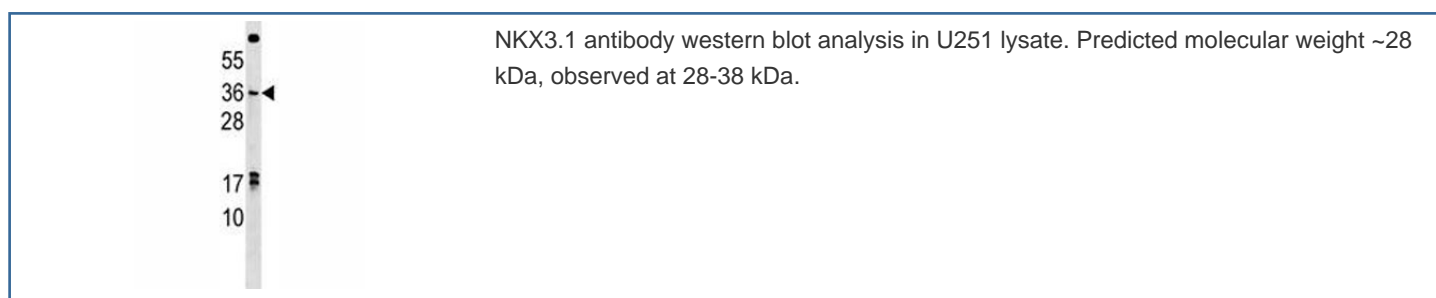 55
36
28
17
10
NKX3.1 antibody western blot analysis in U251 lysate. Predicted molecular weight ~28
kDa, observed at 28-38 kDa.